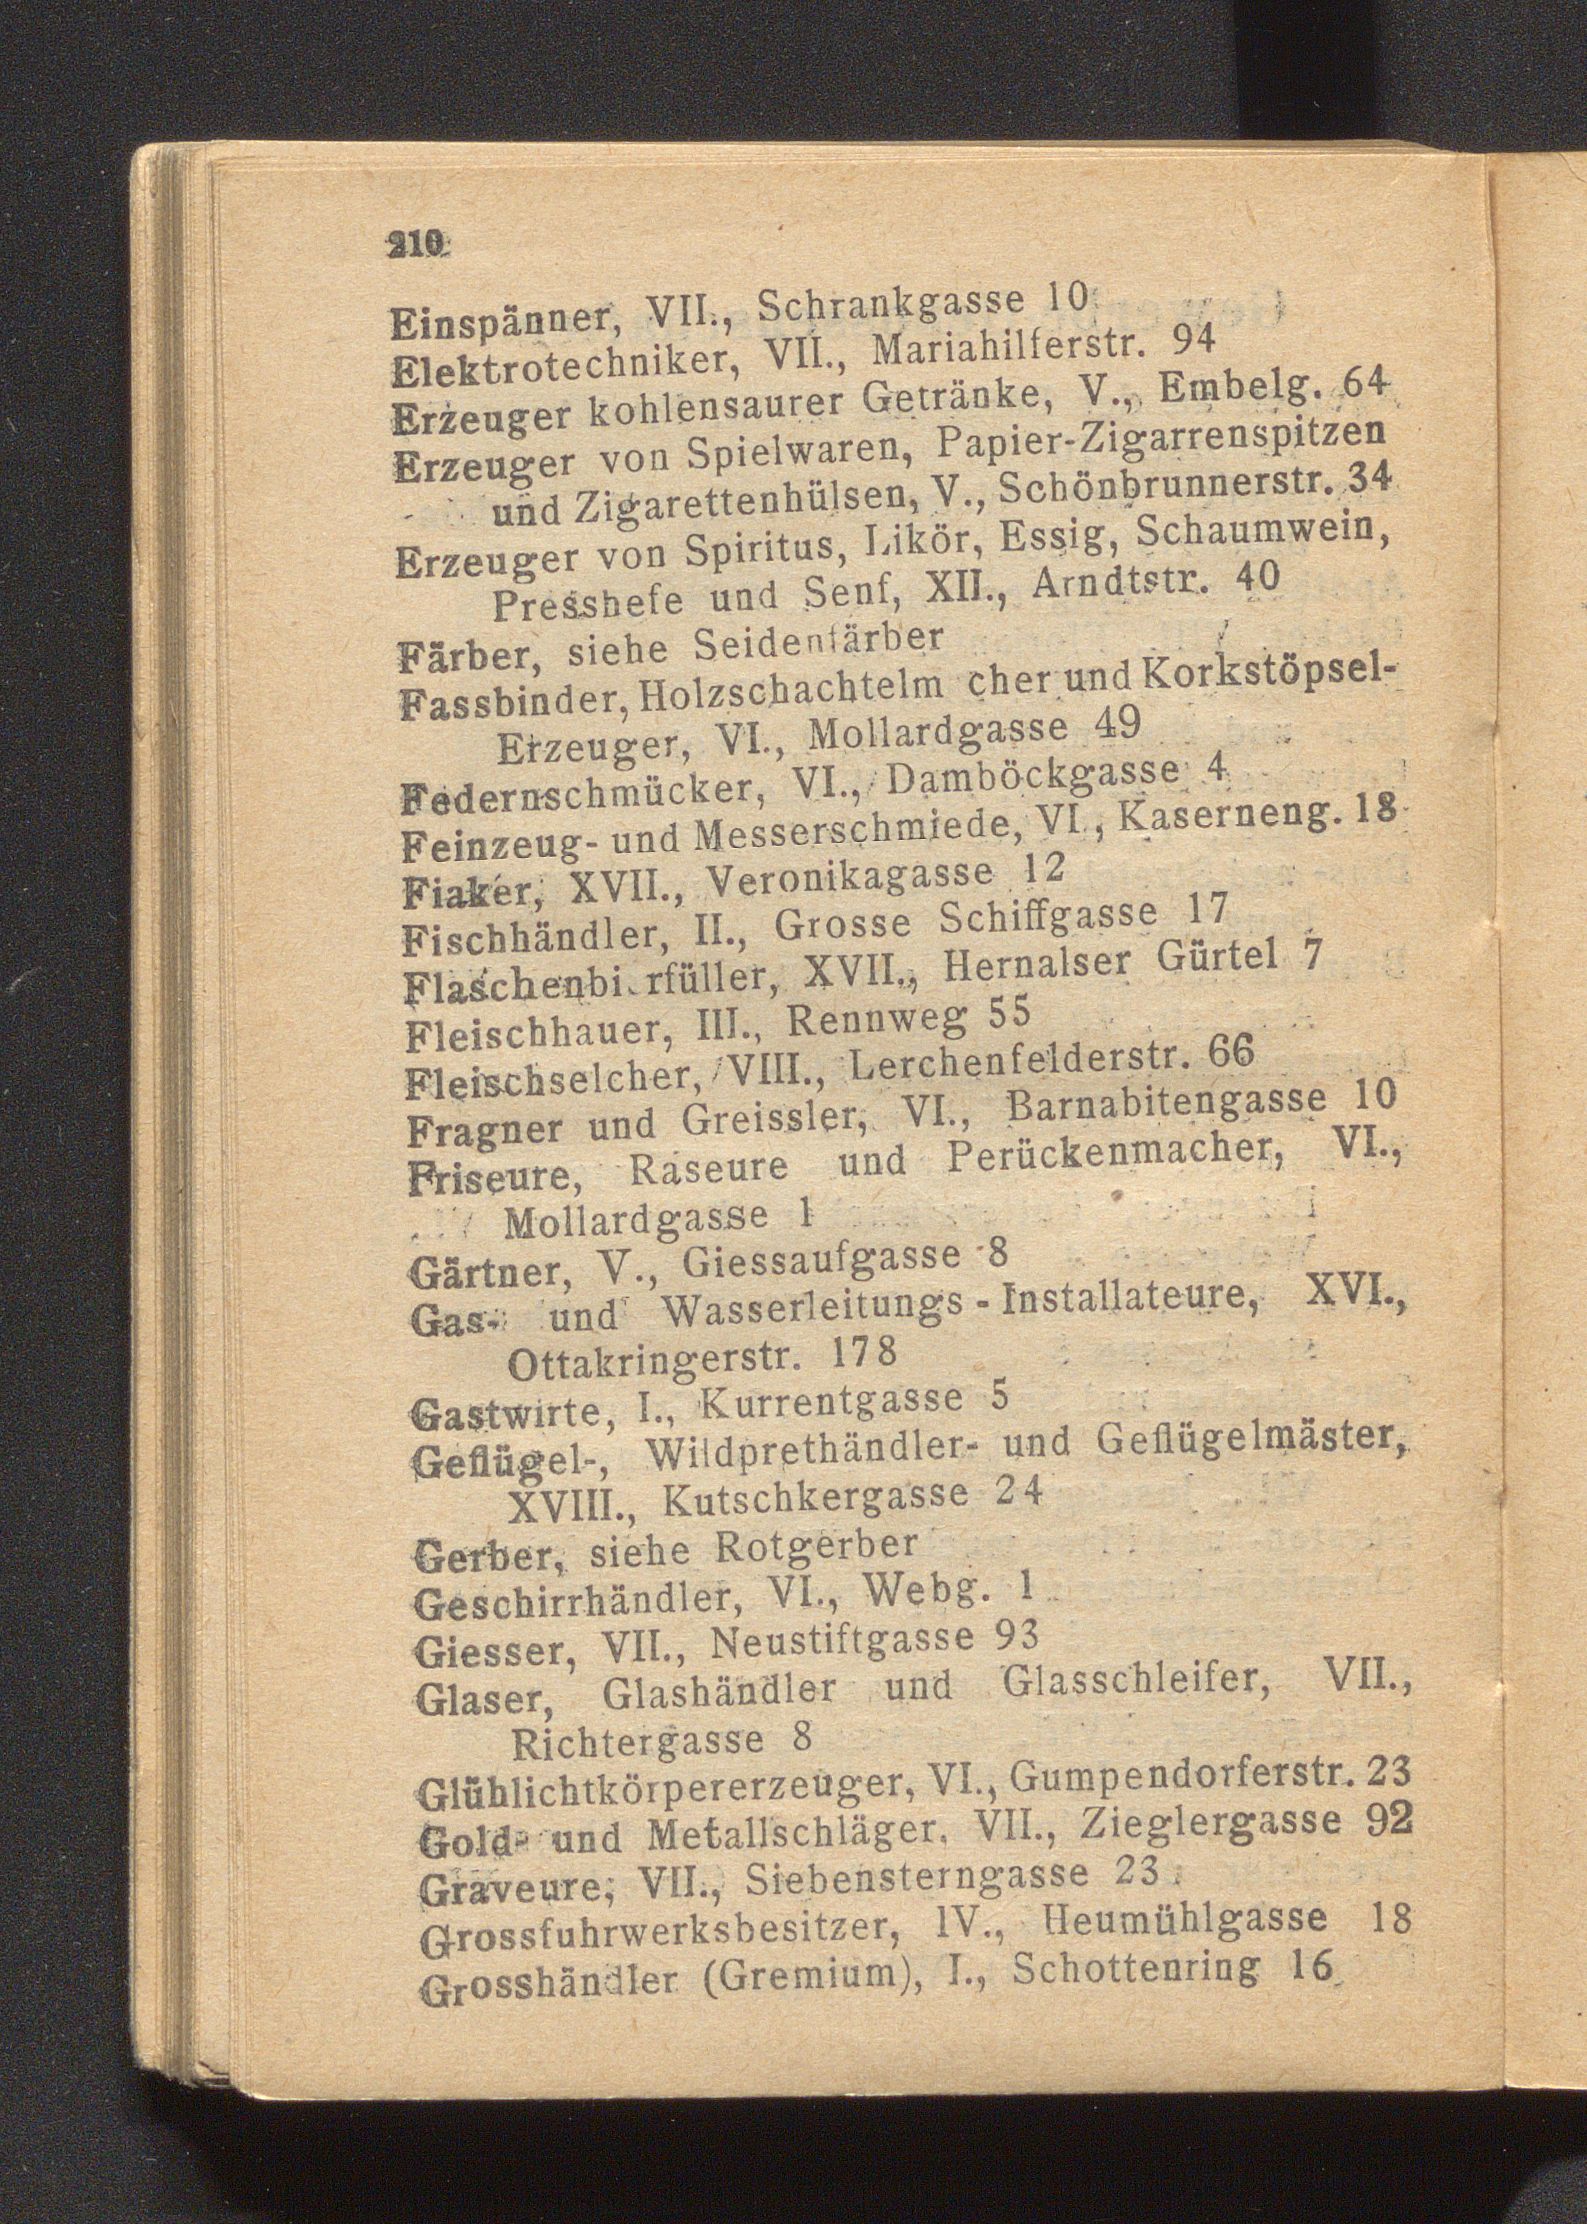 210
Einspänner, VII., Schrankgasse 10
Elektrotechniker, VII., Mariahilferstr. 94
Erzeuger kohlensaurer Getränke, V., Embelg. 64
Erzeuger von Spielwaren, Papier-Zigarrenspitzen
und Zigarettenhülsen, V., Schönbrunnerstr. 34
Erzeuger von Spiritus, Likör, Essig, Schaumwein,
Presshefe und Senf, XII., Arndtstr. 40
Färber, siehe Seidenfärber
Fassbinder, Holzschachtelm cher und Korkstöpsel-
Erzeuger, VI., Mollardgasse 49
Federnschmücker, VI., Damböckgasse 4
Feinzeug- und Messerschmiede, VI., Kaserneng. 18
Fiaker, XVII., Veronikagasse 12
Fischhändler, II., Grosse Schiffgasse 17
Flaschenbi.rfüller, XVII., Hernalser Gürtel 7
Fleischhauer, III., Rennweg 55
Fleischselcher, VIII., Lerchenfelderstr. 66
Fragner und Greissler, VI., Barnabitengasse 10
Friseure, Raseure und Perückenmacher, VI.,
Mollardgasse 1
Gärtner, V., Giessaufgasse 8
Gas- und Wasserleitungs-Installateure, XVI.,
Ottakringerstr. 178
Gastwirte, I., Kurrentgasse 5
Geflügel-, Wildprethändler- und Geflügelmäster,
XVIII., Kutschkergasse 24
Gerber, siehe Rotgerber
Geschirrhändler, VI., Webg. 1
Giesser, VII., Neustiftgasse 93
Glaser, Glashändler und Glasschleifer, VII.,
Richtergasse 8
Glühlichtkörpererzeuger, VI., Gumpendorferstr. 23
Gold- und Metallschläger, VII., Zieglergasse 92
Graveure, VII., Siebensterngasse 23
Grossfuhrwerksbesitzer, IV., Heumühlgasse 18
Grosshändler (Gremium), I., Schottenring 16